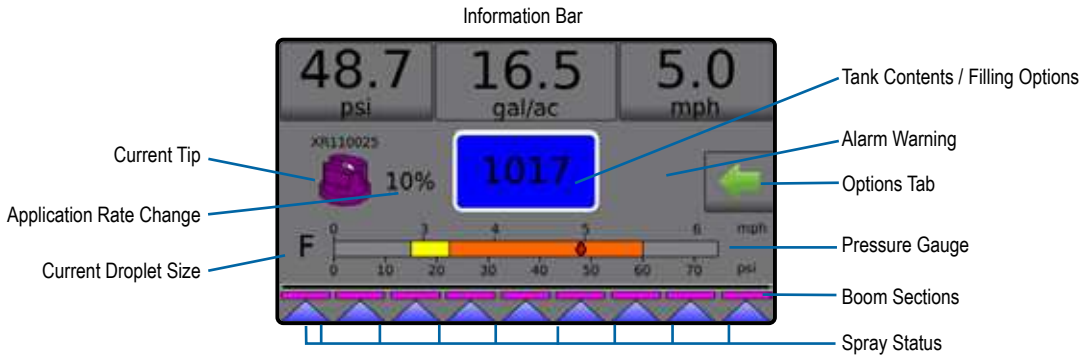 Information Bar
48.7
psi
16.5
gal/ac
5.0
mph
Tank Contents / Filling Options
XR110025
Current Tip
1017
Alarm Warning
10%
Options Tab
Application Rate Change
0 3 4 5 6 mph
F
Pressure Gauge
Current Droplet Size
0 10 20 30 40 50 60 70 psi
Boom Sections
Spray Status